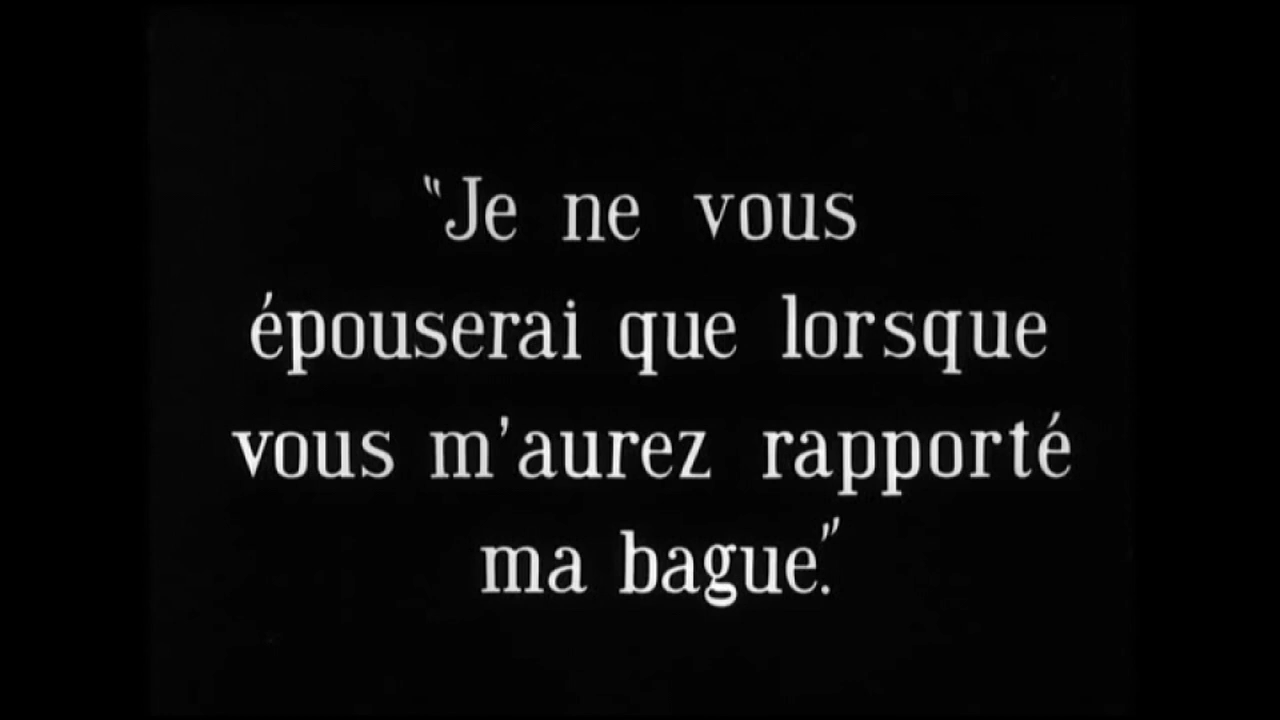 "Je ne vous
épouserai que lorsque
vous m'aurez rapporté
ma bague."